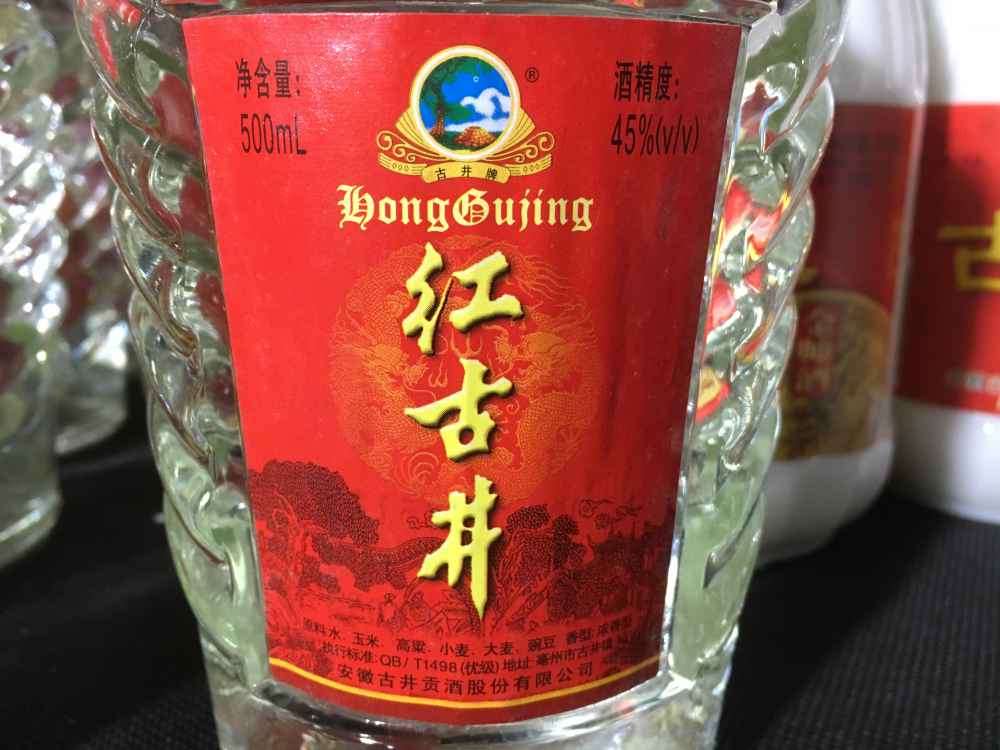 净含量:
500mL
®
古井牌
酒精度:
45%(v/v)
HongGujing
红古井
原料:水、玉米、高粱、小麦、大麦、豌豆 香型:浓香型
执行标准:QB/T1498(优级) 地址:亳州市古井镇
安徽古井贡酒股份有限公司
古
酒